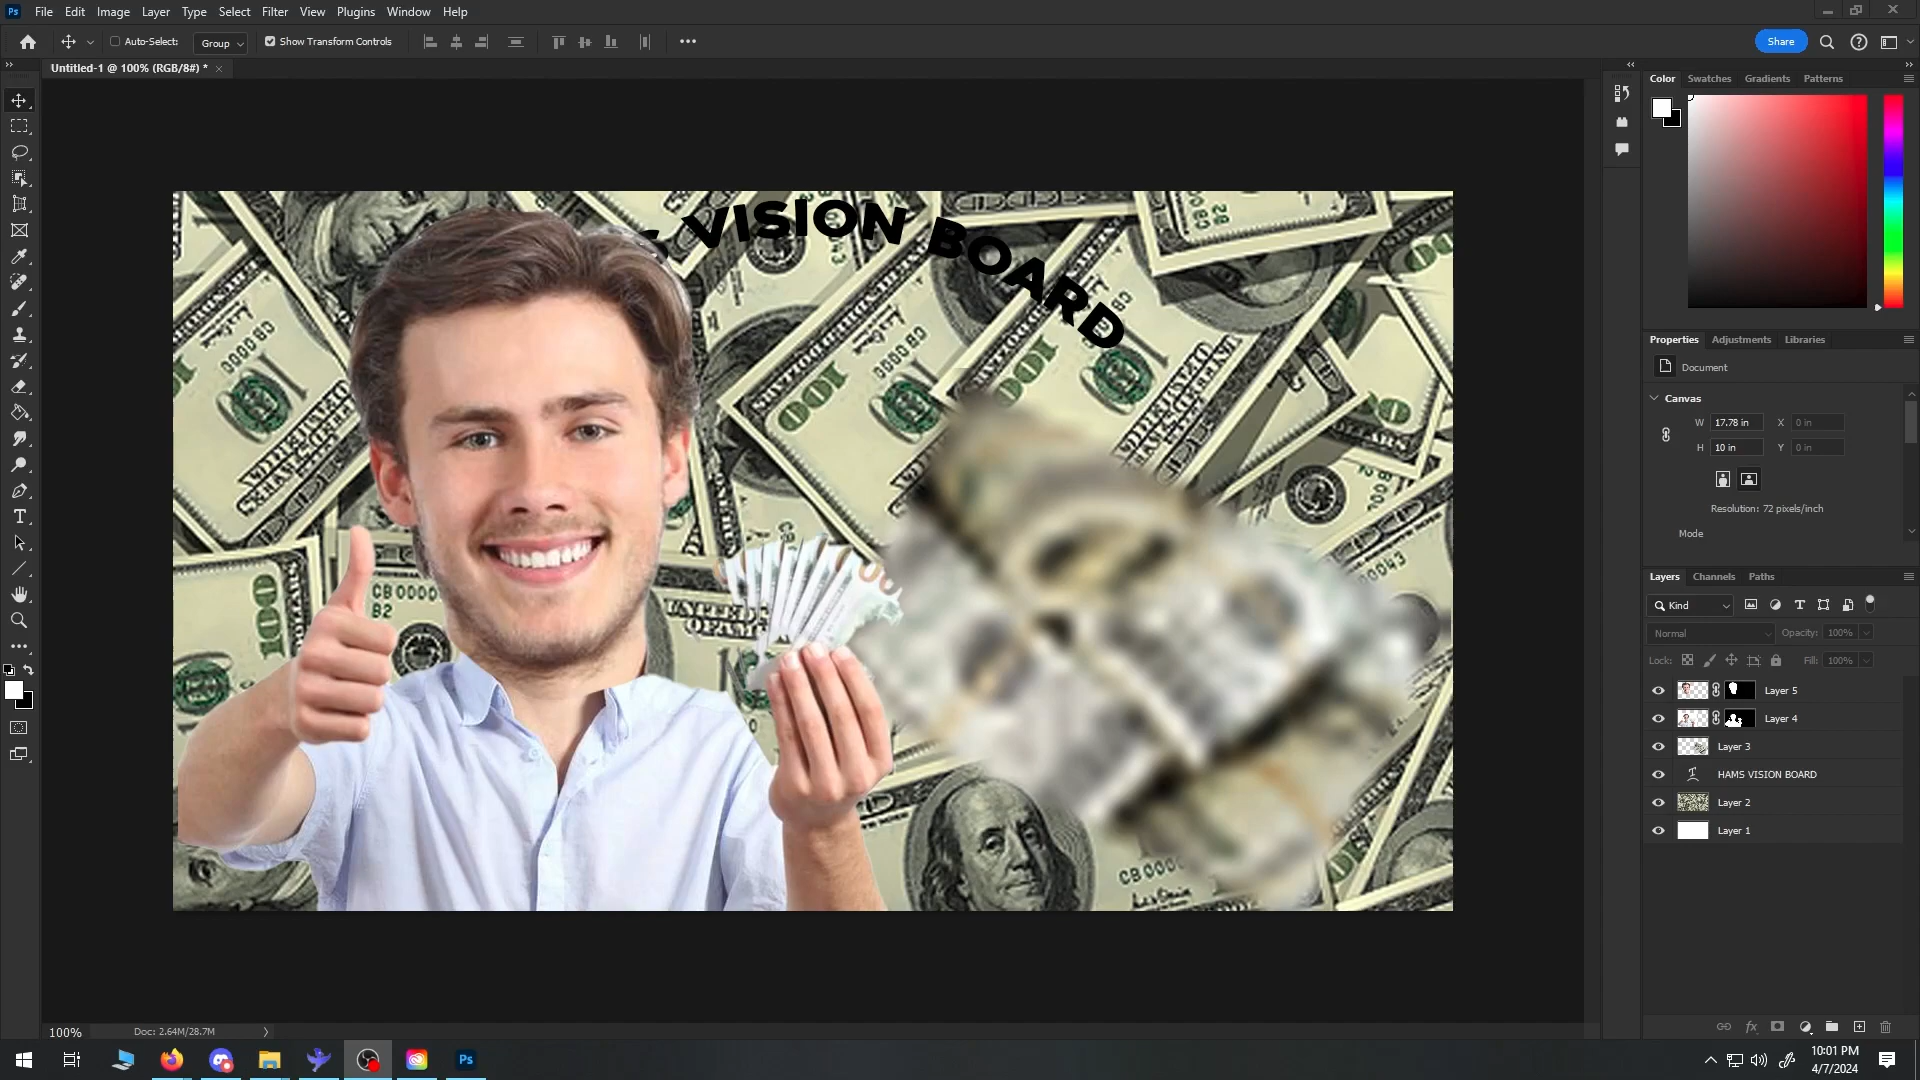 Ps File Edit Image Layer Type Select Filter View Plugins Window Help
Auto-Select: Group Show Transform Controls Share
Untitled-1 @ 100% (RGB/8#) *
Color Swatches Gradients Patterns
S VISION BOARD
Properties Adjustments Libraries
Document
Canvas
W 17.78 in X 0 in
H 10 in Y 0 in
Resolution: 72 pixels/inch
Mode
Layers Channels Paths
Kind
Normal Opacity: 100%
Lock: Fill: 100%
Layer 5
Layer 4
Layer 3
HAMS VISION BOARD
Layer 2
Layer 1
100% Doc: 2.64M/28.7M
Ps
10:01 PM
4/7/2024